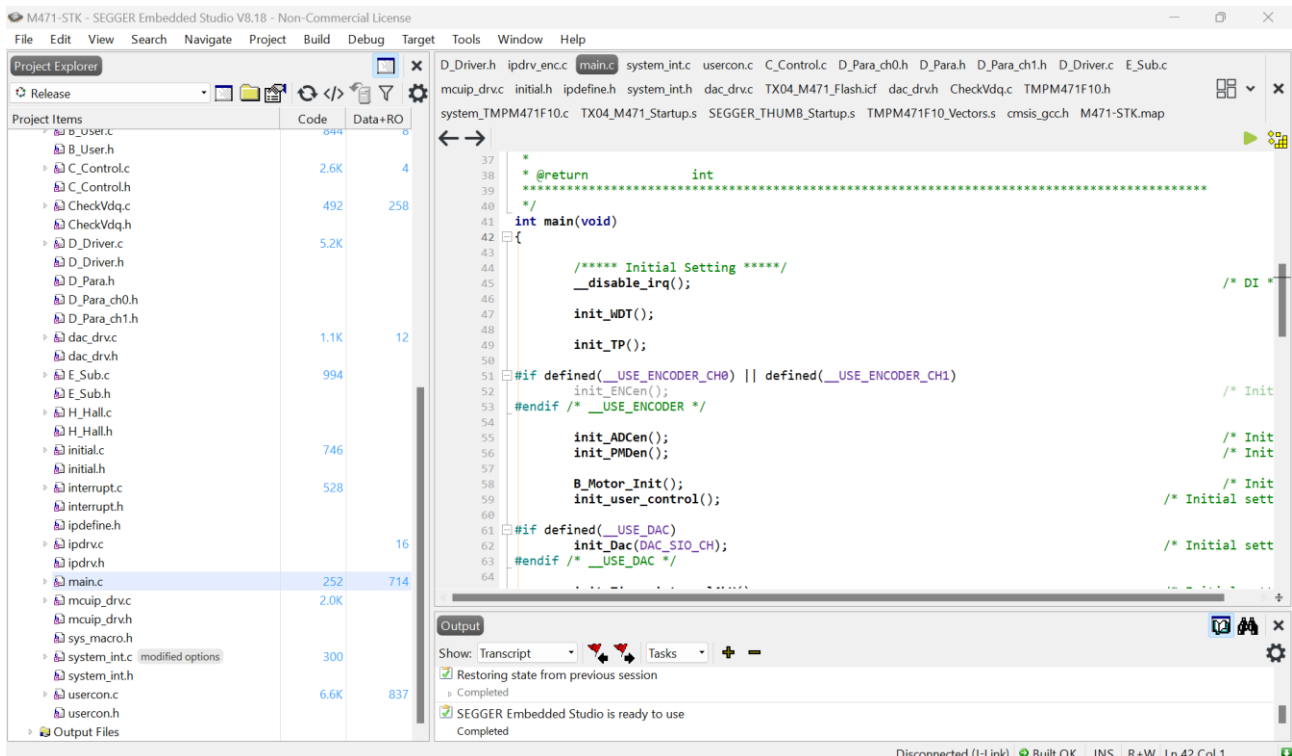 M471-STK - SEGGER Embedded Studio V8.18 - Non-Commercial License
File Edit View Search Navigate Project Build Debug Target Tools Window Help
Project Explorer
Release
Project Items Code Data+RO
B_User.c 844 8
B_User.h
C_Control.c 2.6K 4
C_Control.h
CheckVdq.c 492 258
CheckVdq.h
D_Driver.c 5.2K
D_Driver.h
D_Para.h
D_Para_ch0.h
D_Para_ch1.h
dac_drv.c 1.1K 12
dac_drv.h
E_Sub.c 994
E_Sub.h
H_Hall.c
H_Hall.h
initial.c 746
initial.h
interrupt.c 528
interrupt.h
ipdefine.h
ipdrv.c 16
ipdrv.h
main.c 252 714
mcuip_drv.c 2.0K
mcuip_drv.h
sys_macro.h
system_int.c modified options 300
system_int.h
usercon.c 6.6K 837
usercon.h
Output Files
D_Driver.h ipdrv_enc.c main.c system_int.c usercon.c C_Control.c D_Para_ch0.h D_Para.h D_Para_ch1.h D_Driver.c E_Sub.c
mcuip_drv.c initial.h ipdefine.h system_int.h dac_drv.c TX04_M471_Flash.icf dac_drv.h CheckVdq.c TMPM471F10.h
system_TMPM471F10.c TX04_M471_Startup.s SEGGER_THUMB_Startup.s TMPM471F10_Vectors.s cmsis_gcc.h M471-STK.map
37 *
38 * @return int
39 *********************************************************************************************
40 */
41 int main(void)
42 {
43
44 /***** Initial Setting *****/
45 __disable_irq(); /* DI *
46
47 init_WDT();
48
49 init_TP();
50
51 #if defined(__USE_ENCODER_CH0) || defined(__USE_ENCODER_CH1)
52 init_ENCen(); /* Init
53 #endif /* __USE_ENCODER */
54
55 init_ADCen(); /* Init
56 init_PMDen(); /* Init
57
58 B_Motor_Init(); /* Init
59 init_user_control(); /* Initial sett
60
61 #if defined(__USE_DAC)
62 init_Dac(DAC_SIO_CH); /* Initial sett
63 #endif /* __USE_DAC */
64
Output
Show: Transcript Tasks
Restoring state from previous session
Completed
SEGGER Embedded Studio is ready to use
Completed
Disconnected (J-Link) Built OK INS R+W Ln 42 Col 1